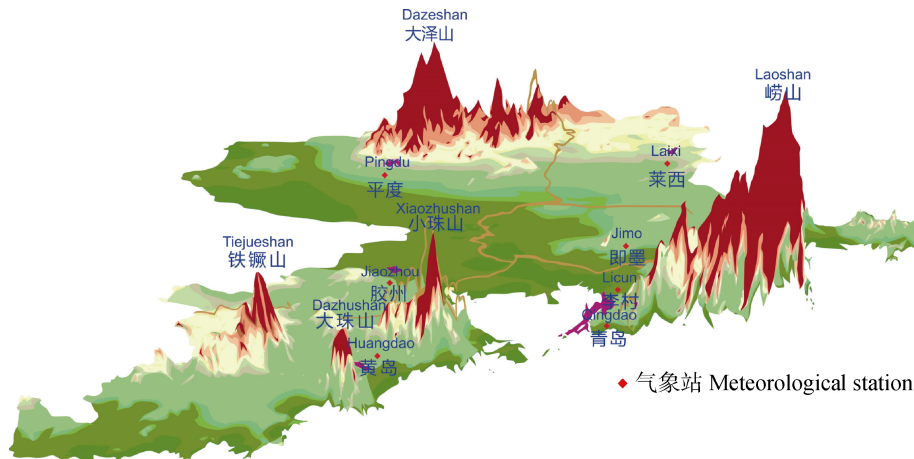 Dazeshan
大泽山
Laoshan
崂山
Pingdu
平度
Laixi
莱西
Xiaozhushan
小珠山
Tiejueshan
铁镢山
Jimo
即墨
Jiaozhou
胶州
Licun
李村
Dazhushan
大珠山
Qingdao
青岛
Huangdao
黄岛
气象站 Meteorological station